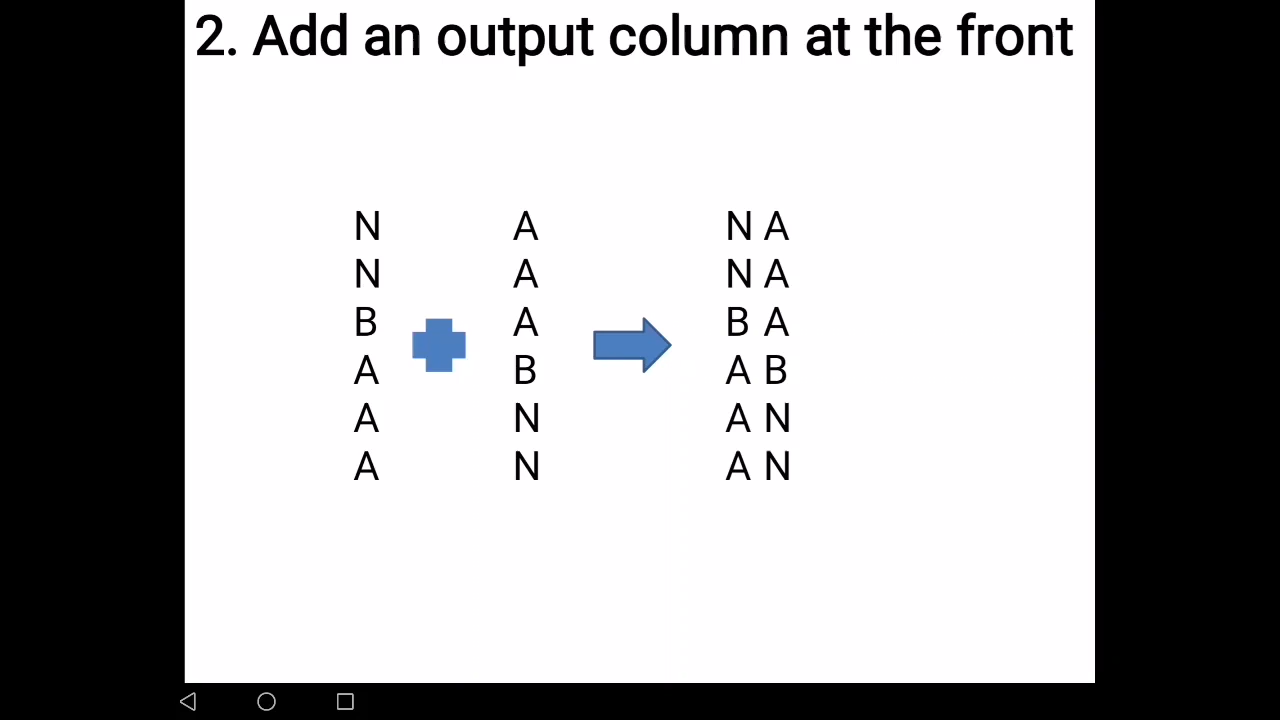 2. Add an output column at the front
N A N A
N A N A
B A B A
A B A B
A N A N
A N A N